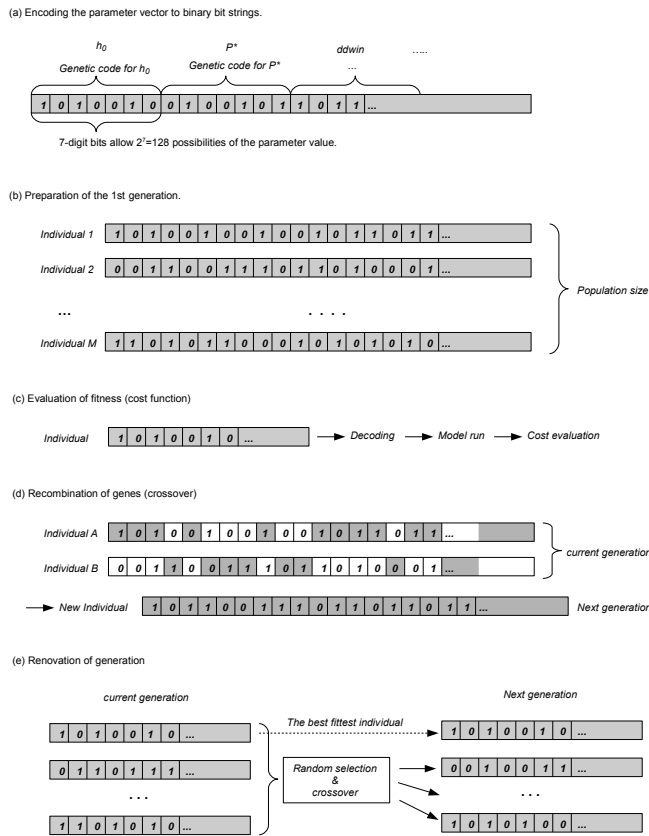 (a) Encoding the parameter vector to binary bit strings.
h0 P* ddwin .....
Genetic code for h0 Genetic code for P* ...
1 0 1 0 0 1 0 0 1 0 0 1 0 1 1 0 1 1 ...
7-digit bits allow 2⁷=128 possibilities of the parameter value.
(b) Preparation of the 1st generation.
Individual 1 1 0 1 0 0 1 0 0 1 0 0 1 0 1 1 0 1 1 ...
Individual 2 0 0 1 1 0 0 1 1 1 0 1 1 0 1 0 0 0 1 ...
Population size
... . . . .
Individual M 1 1 0 1 0 1 1 0 0 0 1 0 1 0 1 0 1 0 ...
(c) Evaluation of fitness (cost function)
Individual 1 0 1 0 0 1 0 ... Decoding Model run Cost evaluation
(d) Recombination of genes (crossover)
Individual A 1 0 1 0 0 1 0 0 1 0 0 1 0 1 1 0 1 1 ...
current generation
Individual B 0 0 1 1 0 0 1 1 1 0 1 1 0 1 0 0 0 1 ...
New Individual 1 0 1 1 0 0 1 1 1 0 1 1 0 1 1 0 1 1 ... Next generation
(e) Renovation of generation
current generation Next generation
1 0 1 0 0 1 0 ... The best fittest individual 1 0 1 0 0 1 0 ...
0 1 1 0 1 1 1 ... Random selection 0 0 1 0 0 1 1 ...
&
. . . crossover . . .
1 1 0 1 0 1 0 ... 1 0 1 0 1 0 0 ...